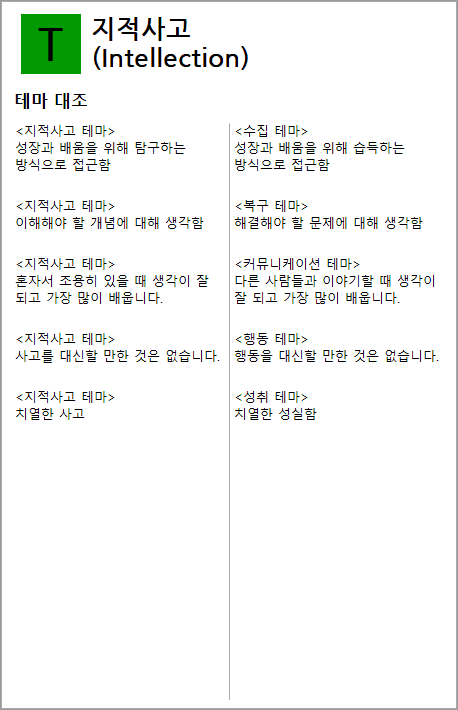 T
지적사고
(Intellection)
테마 대조
<지적사고 테마>
성장과 배움을 위해 탐구하는
방식으로 접근함
<수집 테마>
성장과 배움을 위해 습득하는
방식으로 접근함
<지적사고 테마>
이해해야 할 개념에 대해 생각함
<복구 테마>
해결해야 할 문제에 대해 생각함
<지적사고 테마>
혼자서 조용히 있을 때 생각이 잘
되고 가장 많이 배웁니다.
<커뮤니케이션 테마>
다른 사람들과 이야기할 때 생각이
잘 되고 가장 많이 배웁니다.
<지적사고 테마>
사고를 대신할 만한 것은 없습니다.
<행동 테마>
행동을 대신할 만한 것은 없습니다.
<지적사고 테마>
치열한 사고
<성취 테마>
치열한 성실함